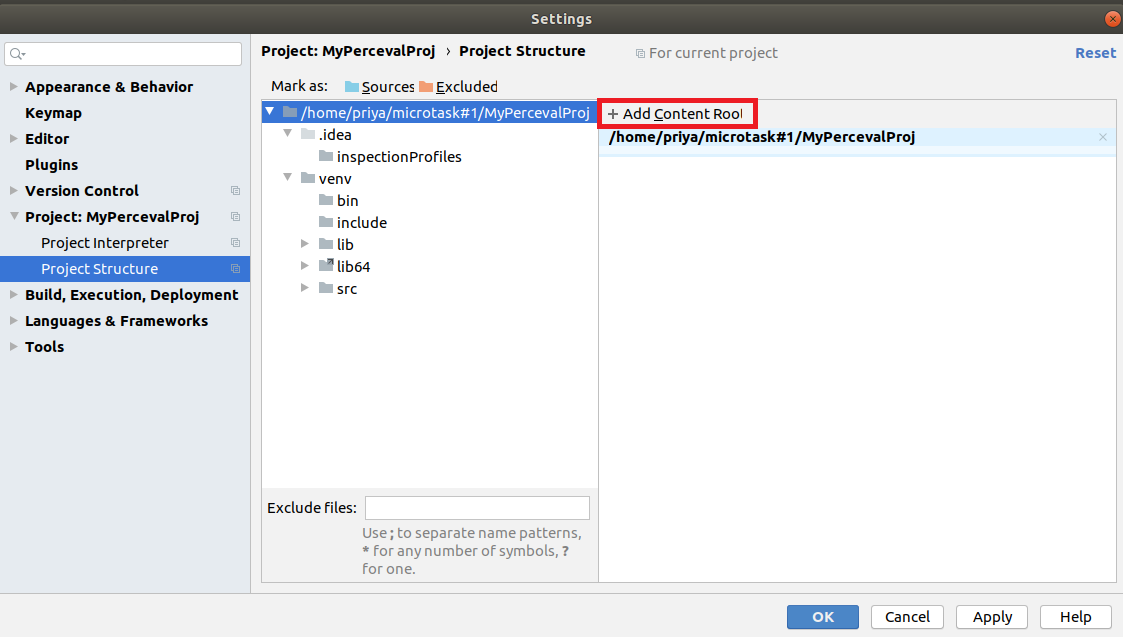 Settings
Project: MyPercevalProj › Project Structure
For current project
Reset
Appearance & Behavior
Keymap
Editor
Plugins
Version Control
Project: MyPercevalProj
Project Interpreter
Project Structure
Build, Execution, Deployment
Languages & Frameworks
Tools
Mark as: Sources Excluded
/home/priya/microtask#1/MyPercevalProj
.idea
inspectionProfiles
venv
bin
include
lib
lib64
src
Exclude files:
Use ; to separate name patterns,
* for any number of symbols, ?
for one.
+ Add Content Root
/home/priya/microtask#1/MyPercevalProj
OK
Cancel
Apply
Help